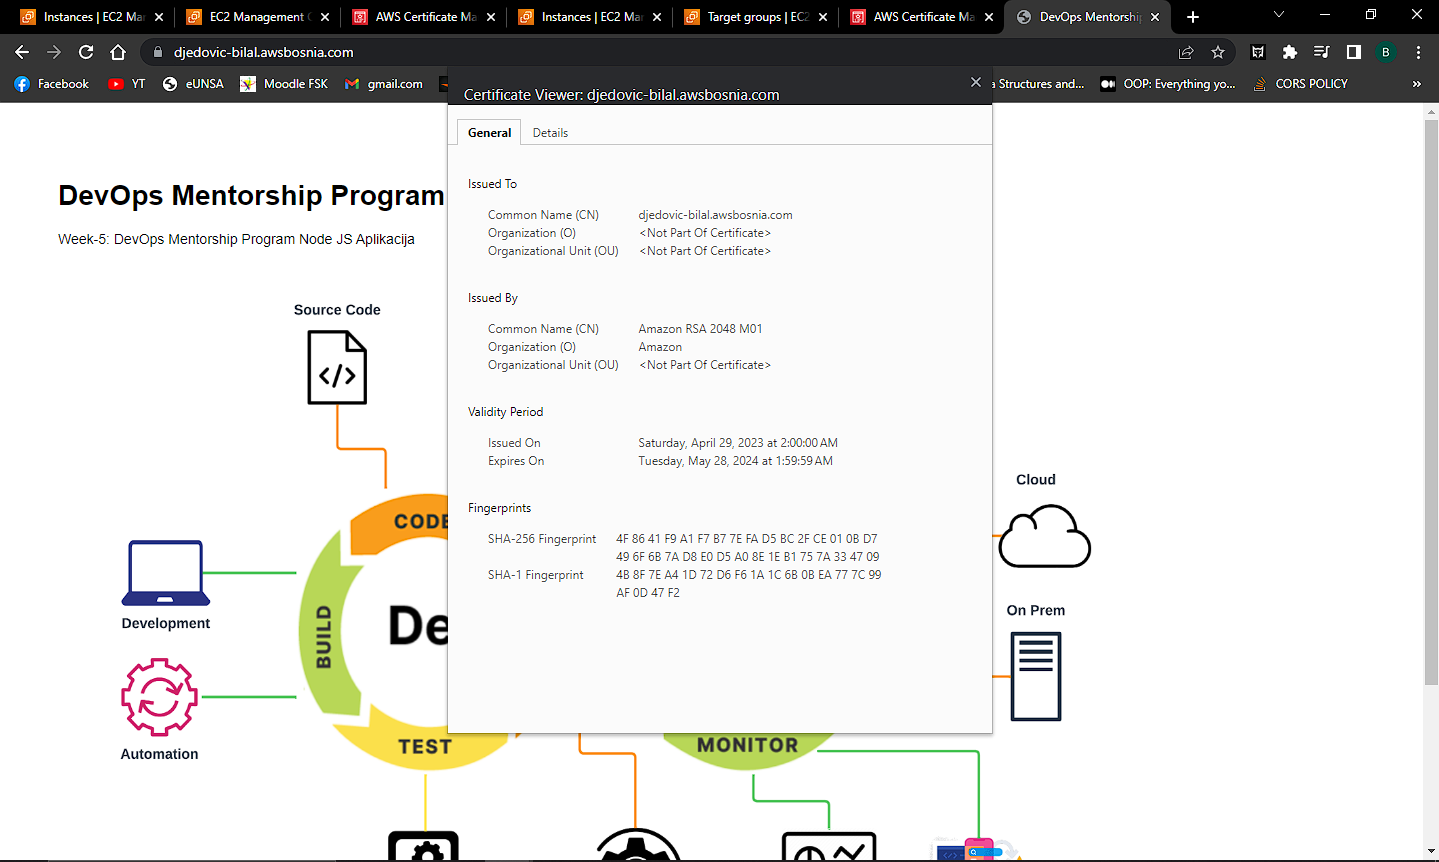 Instances | EC2 Mar
EC2 Management C
AWS Certificate Ma
Instances | EC2 Mar
Target groups | EC2
AWS Certificate Ma
DevOps Mentorship
djedovic-bilal.awsbosnia.com
B
Facebook
YT
eUNSA
Moodle FSK
gmail.com
a Structures and...
OOP: Everything yo...
CORS POLICY
»
Certificate Viewer: djedovic-bilal.awsbosnia.com
General
Details
Issued To
Common Name (CN) djedovic-bilal.awsbosnia.com
Organization (O) <Not Part Of Certificate>
Organizational Unit (OU) <Not Part Of Certificate>
Issued By
Common Name (CN) Amazon RSA 2048 M01
Organization (O) Amazon
Organizational Unit (OU) <Not Part Of Certificate>
Validity Period
Issued On Saturday, April 29, 2023 at 2:00:00 AM
Expires On Tuesday, May 28, 2024 at 1:59:59 AM
Fingerprints
SHA-256 Fingerprint 4F 86 41 F9 A1 F7 B7 7E FA D5 BC 2F CE 01 0B D7
49 6F 6B 7A D8 E0 D5 A0 8E 1E B1 75 7A 33 47 09
SHA-1 Fingerprint 4B 8F 7E A4 1D 72 D6 F6 1A 1C 6B 0B EA 77 7C 99
AF 0D 47 F2
DevOps Mentorship Program
Week-5: DevOps Mentorship Program Node JS Aplikacija
Source Code
</>
CODE
Cloud
Development
BUILD
De
On Prem
Automation
TEST
MONITOR